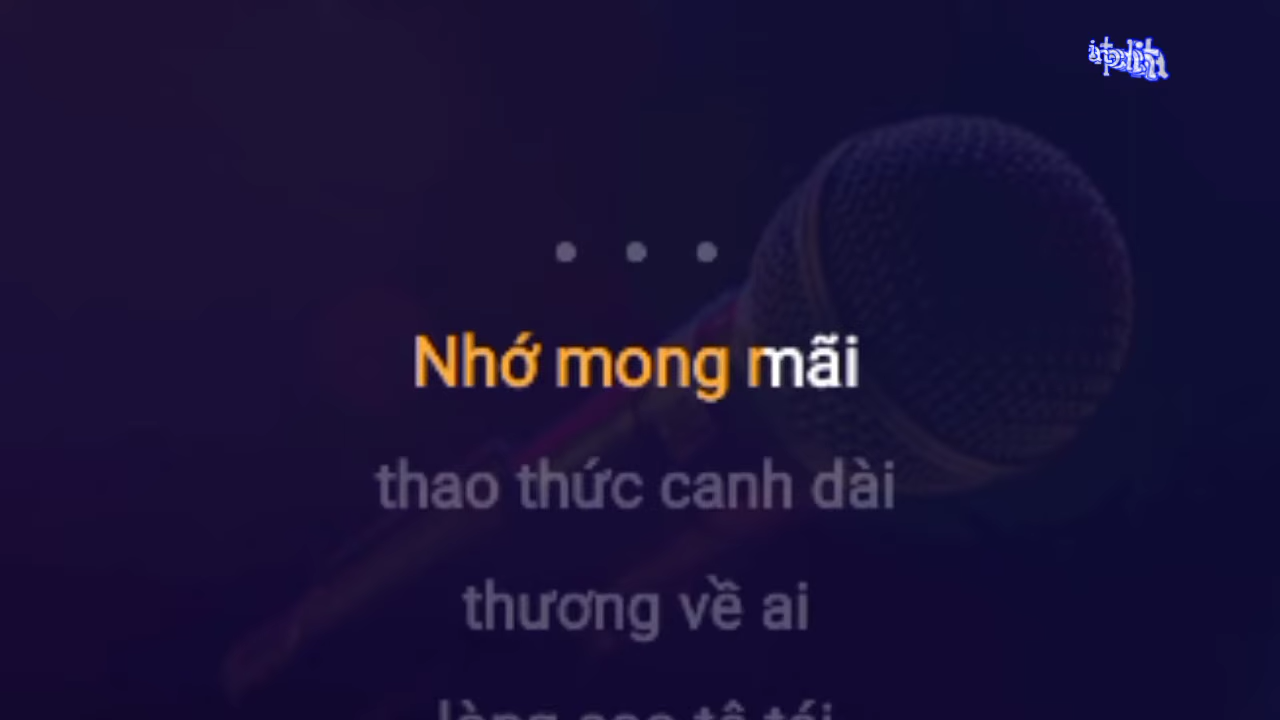 Nhớ mong mãi
thao thức canh dài
thương về ai